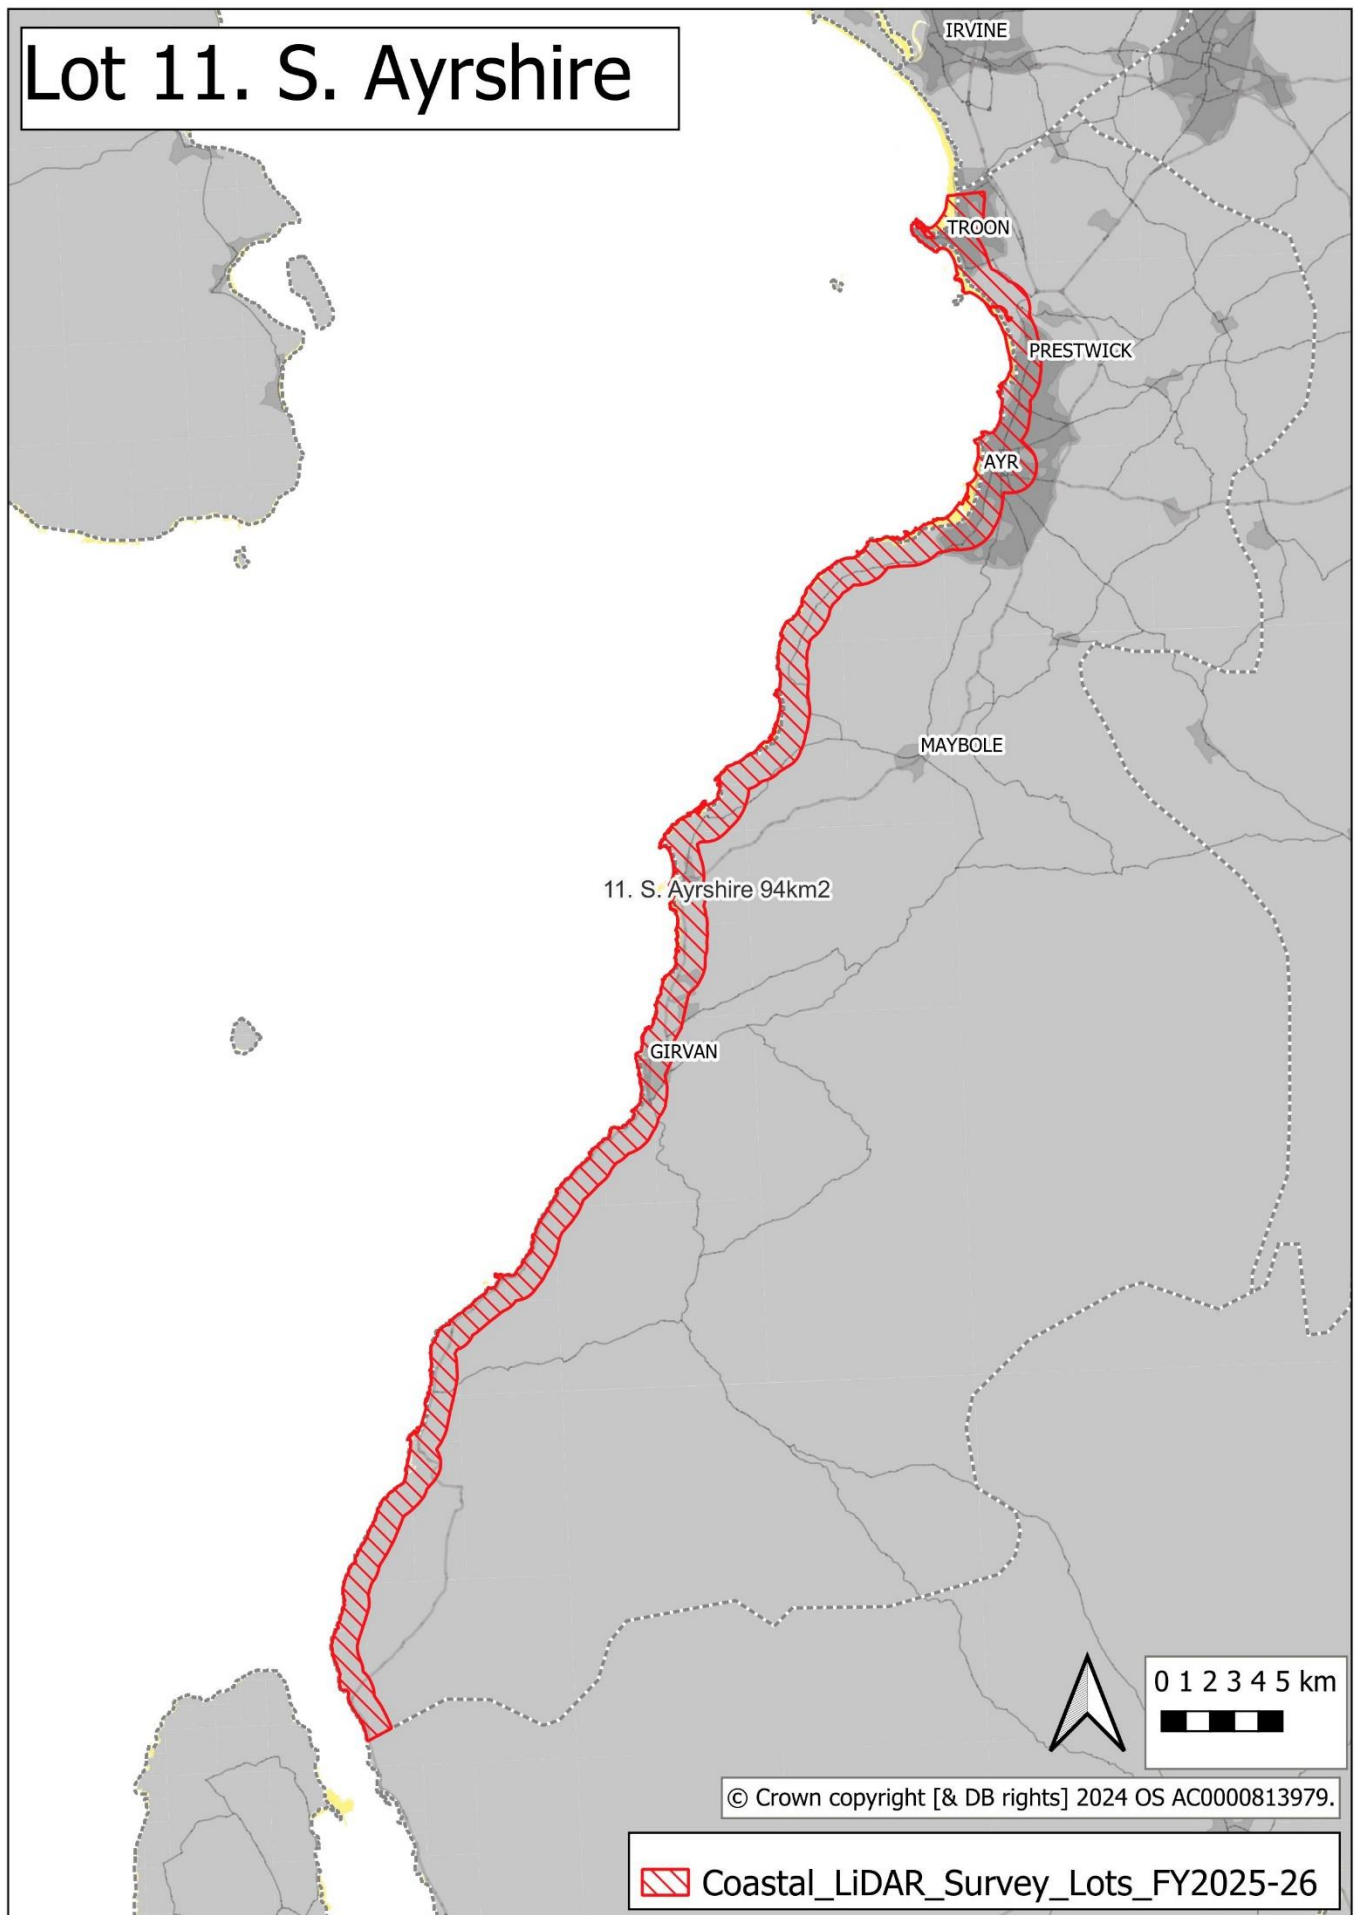 Lot 11. S. Ayrshire
IRVINE
TROON
PRESTWICK
AYR
MAYBOLE
11. S. Ayrshire 94km2
GIRVAN
0 1 2 3 4 5 km
© Crown copyright [& DB rights] 2024 OS AC0000813979.
Coastal_LiDAR_Survey_Lots_FY2025-26